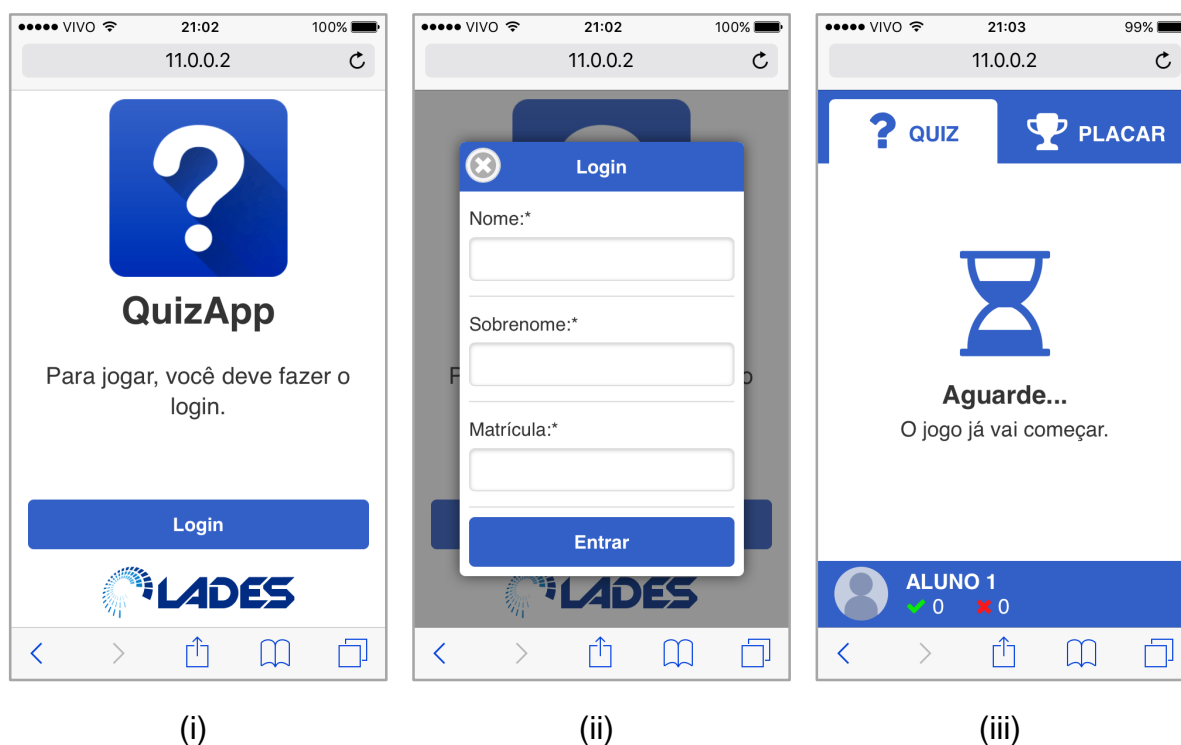 VIVO 21:02 100%
11.0.0.2
?
QuizApp
Para jogar, você deve fazer o
login.
Login
LADES
(i)
VIVO 21:02 100%
11.0.0.2
Login
Nome:*
Sobrenome:*
P o
Matrícula:*
Entrar
LADES
(ii)
VIVO 21:03 99%
11.0.0.2
? QUIZ PLACAR
Aguarde...
O jogo já vai começar.
ALUNO 1
0 0
(iii)